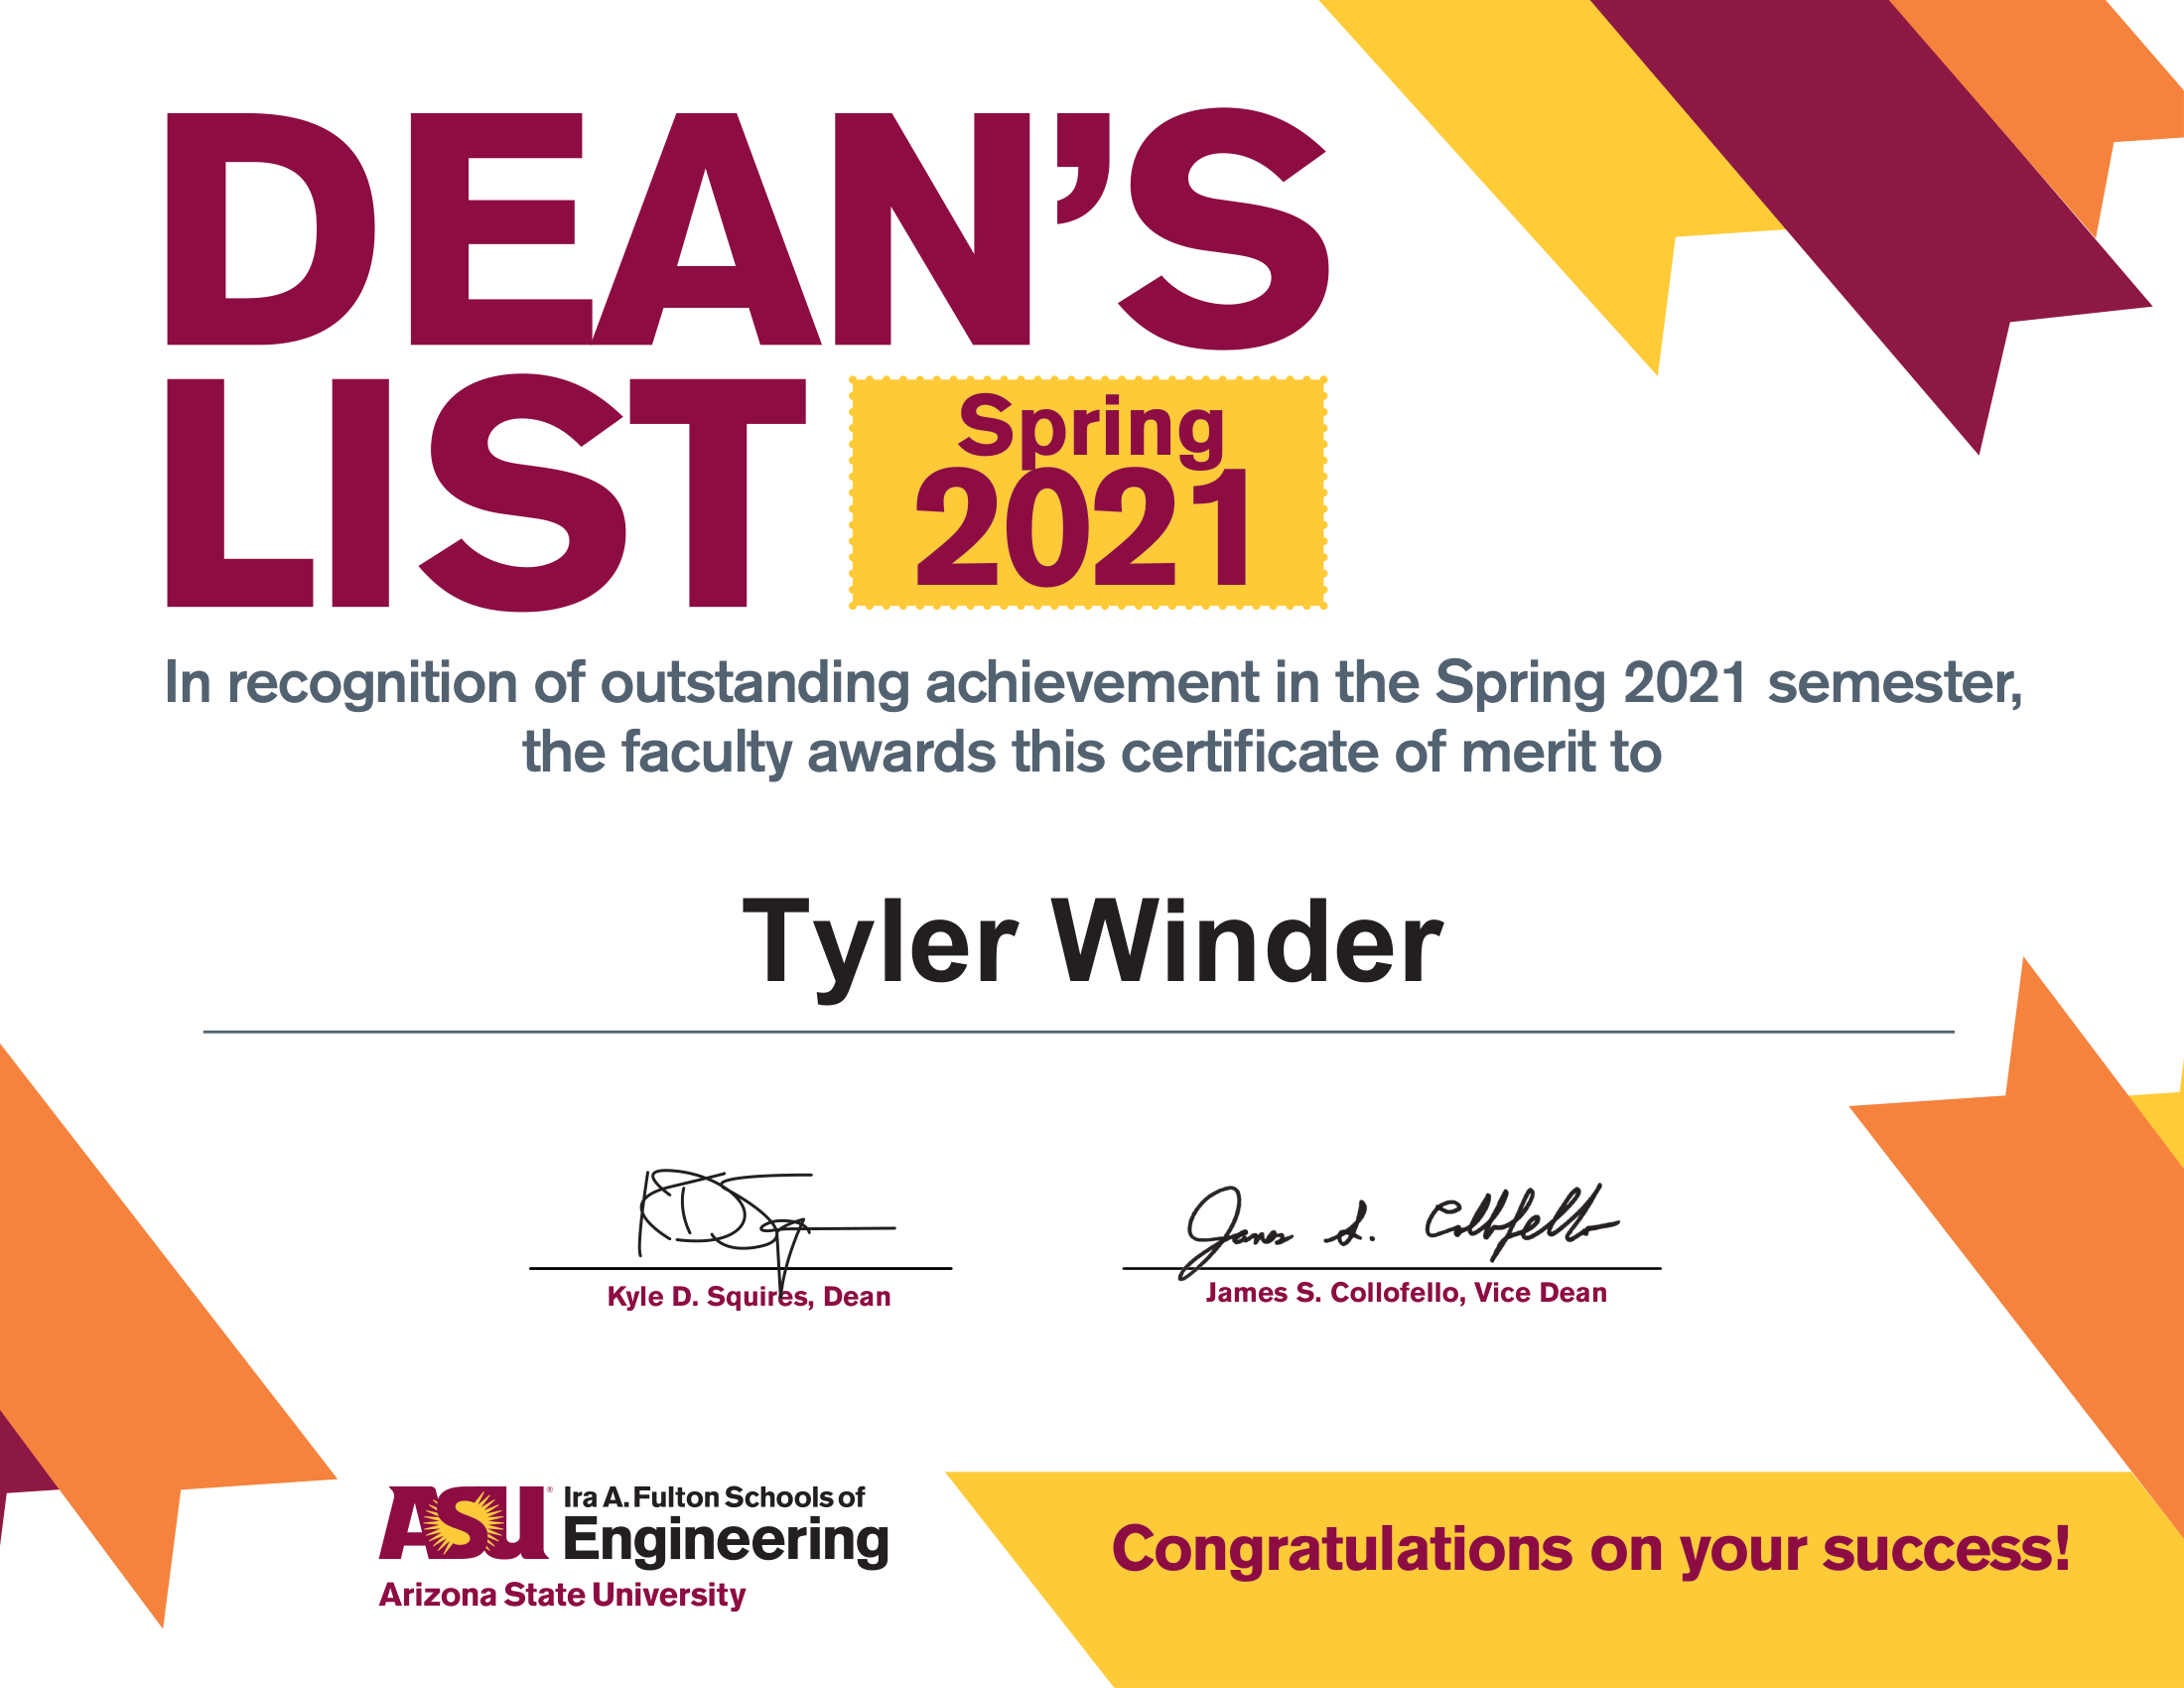 DEAN'S
LIST
Spring
2021
In recognition of outstanding achievement in the Spring 2021 semester,
the faculty awards this certificate of merit to
Tyler Winder
Kyle D. Squires, Dean
James S. Collofello
James S. Collofello, Vice Dean
ASU® Ira A. Fulton Schools of
Engineering
Arizona State University
Congratulations on your success!